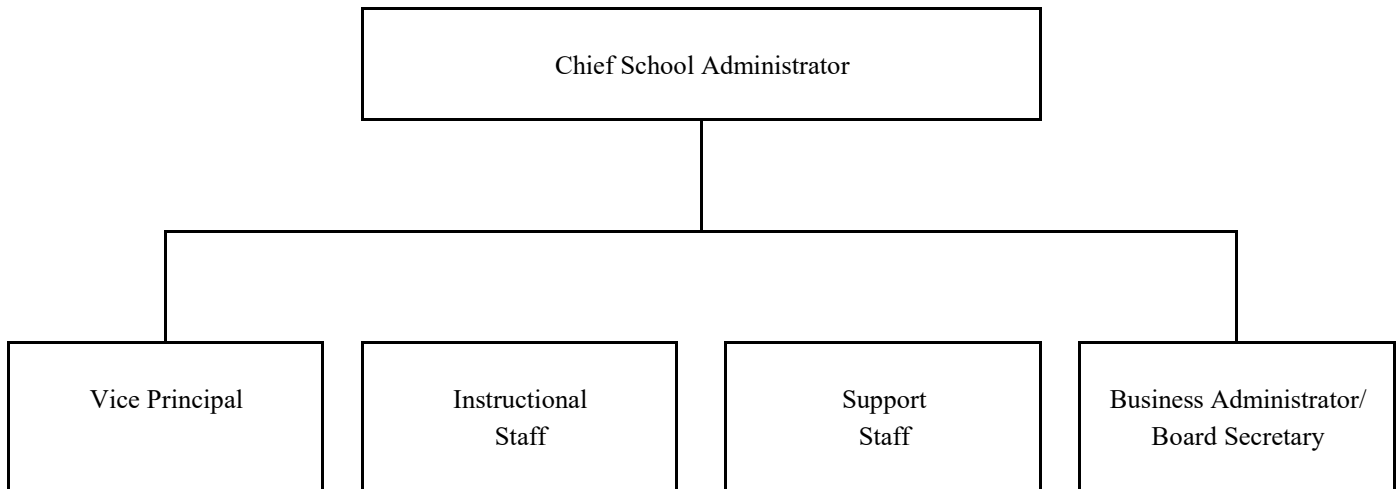 Chief School Administrator
Vice Principal
Instructional
Staff
Support
Staff
Business Administrator/
Board Secretary